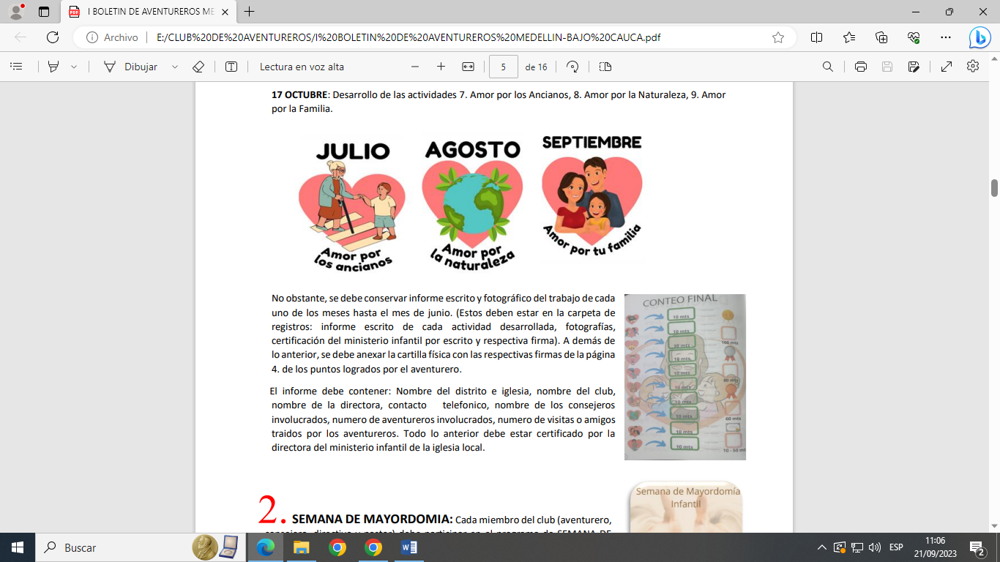 I BOLETIN DE AVENTUREROS ME
Archivo
E:/CLUB%20DE%20AVENTUREROS/I%20BOLETIN%20DE%20AVENTUREROS%20MEDELLIN-BAJO%20CAUCA.pdf
Dibujar
Lectura en voz alta
5
de 16
17 OCTUBRE: Desarrollo de las actividades 7. Amor por los Ancianos, 8. Amor por la Naturaleza, 9. Amor
por la Familia.
JULIO
Amor por
los ancianos
AGOSTO
Amor por
la naturaleza
SEPTIEMBRE
Amor por tu familia
No obstante, se debe conservar informe escrito y fotográfico del trabajo de cada
uno de los meses hasta el mes de junio. (Estos deben estar en la carpeta de
registros: informe escrito de cada actividad desarrollada, fotografías,
certificación del ministerio infantil por escrito y respectiva firma). A demás de
lo anterior, se debe anexar la cartilla física con las respectivas firmas de la página
4. de los puntos logrados por el aventurero.
El informe debe contener: Nombre del distrito e iglesia, nombre del club,
nombre de la directora, contacto telefonico, nombre de los consejeros
involucrados, numero de aventureros involucrados, numero de visitas o amigos
traidos por los aventureros. Todo lo anterior debe estar certificado por la
directora del ministerio infantil de la iglesia local.
CONTEO FINAL
10 mts
10 mts
10 mts
10 mts
10 mts
10 mts
10 mts
10 mts
10 mts
10 mts
100 mts
80 mts
60 mts
10 - 50 mts
2. SEMANA DE MAYORDOMIA: Cada miembro del club (aventurero,
Semana de Mayordomía
Infantil
Buscar
ESP
11:06
21/09/2023
2